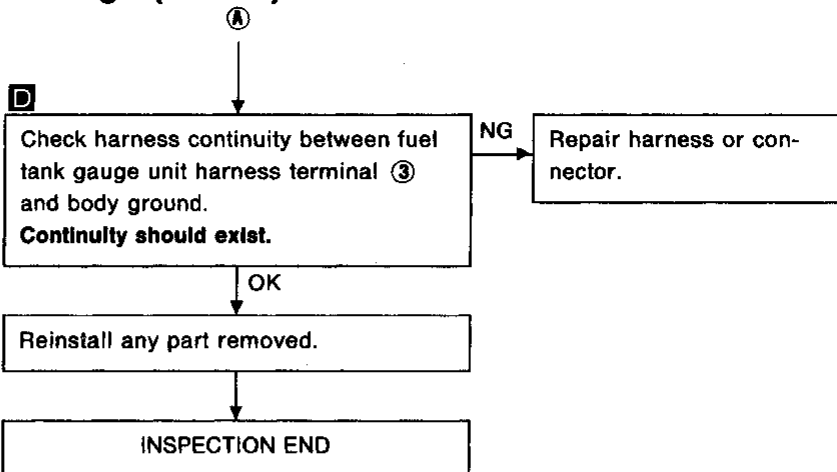 Ⓐ
D
Check harness continuity between fuel
tank gauge unit harness terminal ③
and body ground.
Continuity should exist.
NG
Repair harness or con-
nector.
OK
Reinstall any part removed.
INSPECTION END